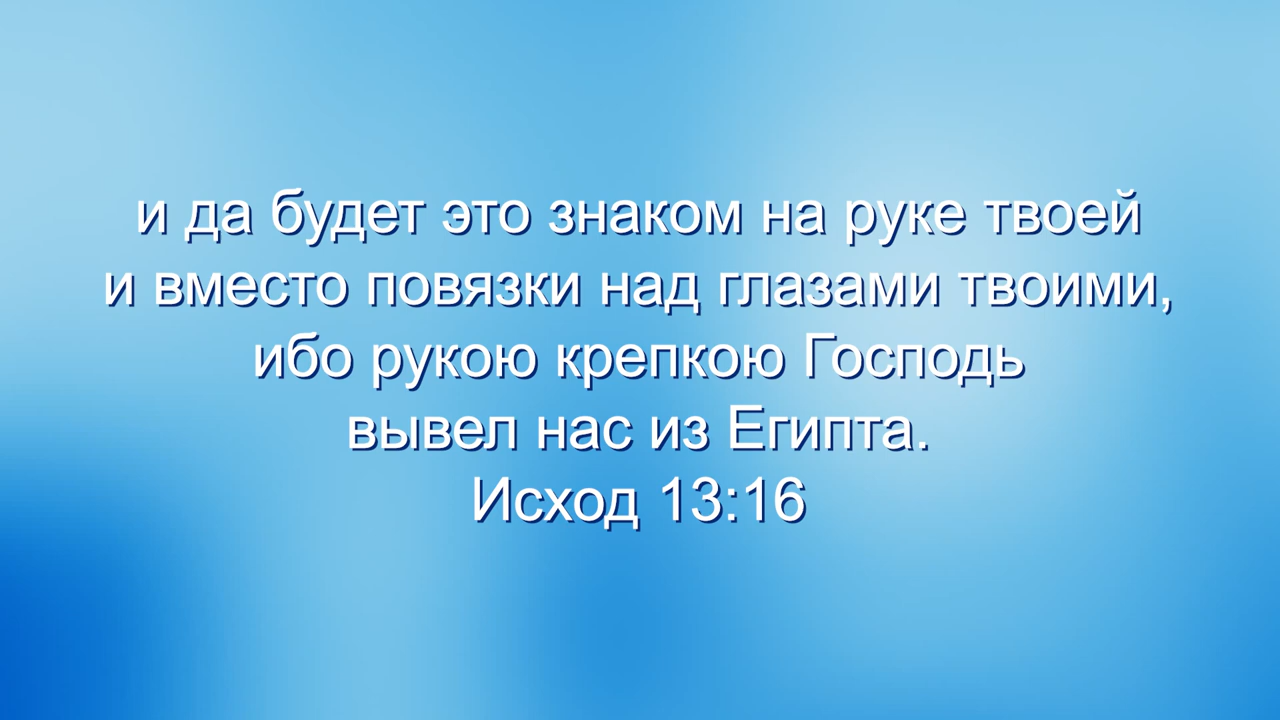 и да будет это знаком на руке твоей
и вместо повязки над глазами твоими,
ибо рукою крепкою Господь
вывел нас из Египта.
Исход 13:16